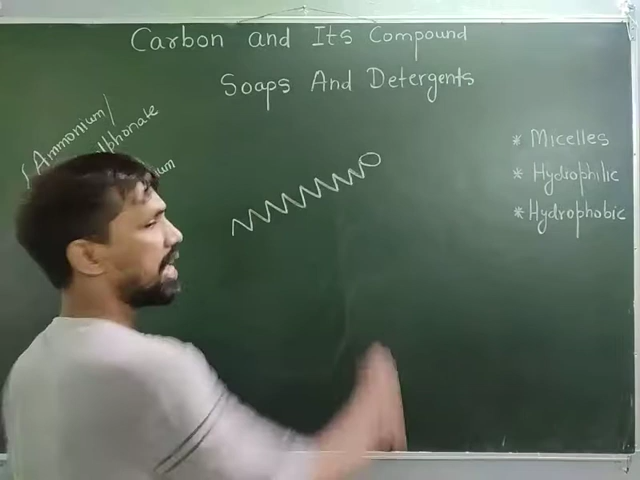 Carbon and Its Compound
Soaps And Detergents
(Ammonium/
* Micelles
* Hydrophilic
* Hydrophobic